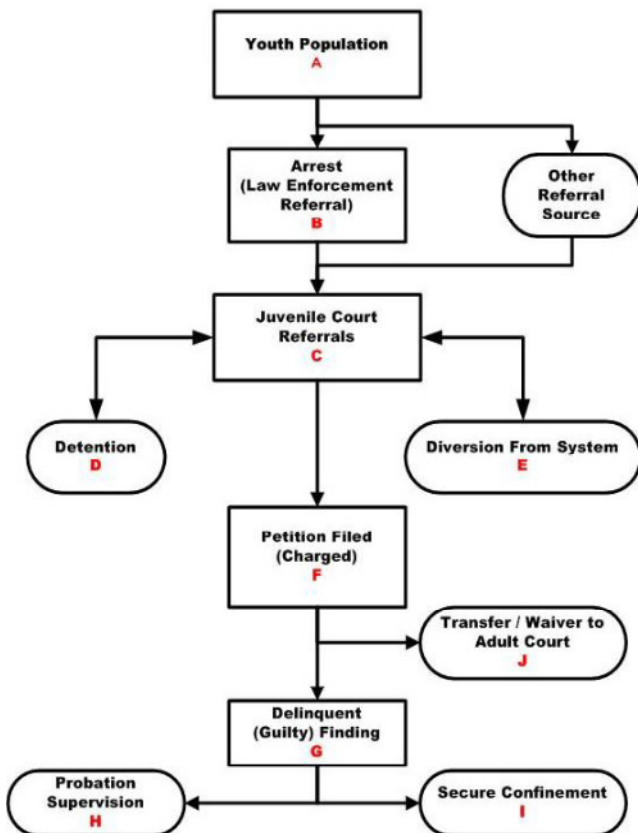 Youth Population
A
Arrest
(Law Enforcement
Referral)
B
Other
Referral
Source
Juvenile Court
Referrals
C
Detention
D
Diversion From System
E
Petition Filed
(Charged)
F
Transfer / Waiver to
Adult Court
J
Delinquent
(Guilty) Finding
G
Probation
Supervision
H
Secure Confinement
I